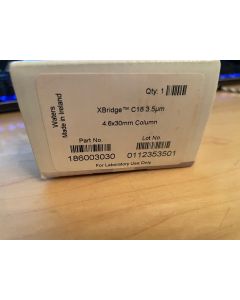 Qty. 1
Waters
Made in Ireland
XBridge™ C18 3.5µm
4.6x30mm Column
Part No.
Lot No.
186003030
0112353501
For Laboratory Use Only